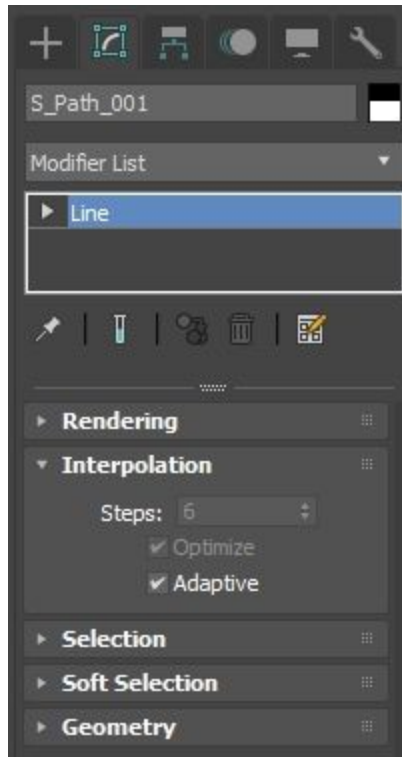 S_Path_001
Modifier List
Line
Rendering
Interpolation
Steps: 6
Optimize
Adaptive
Selection
Soft Selection
Geometry